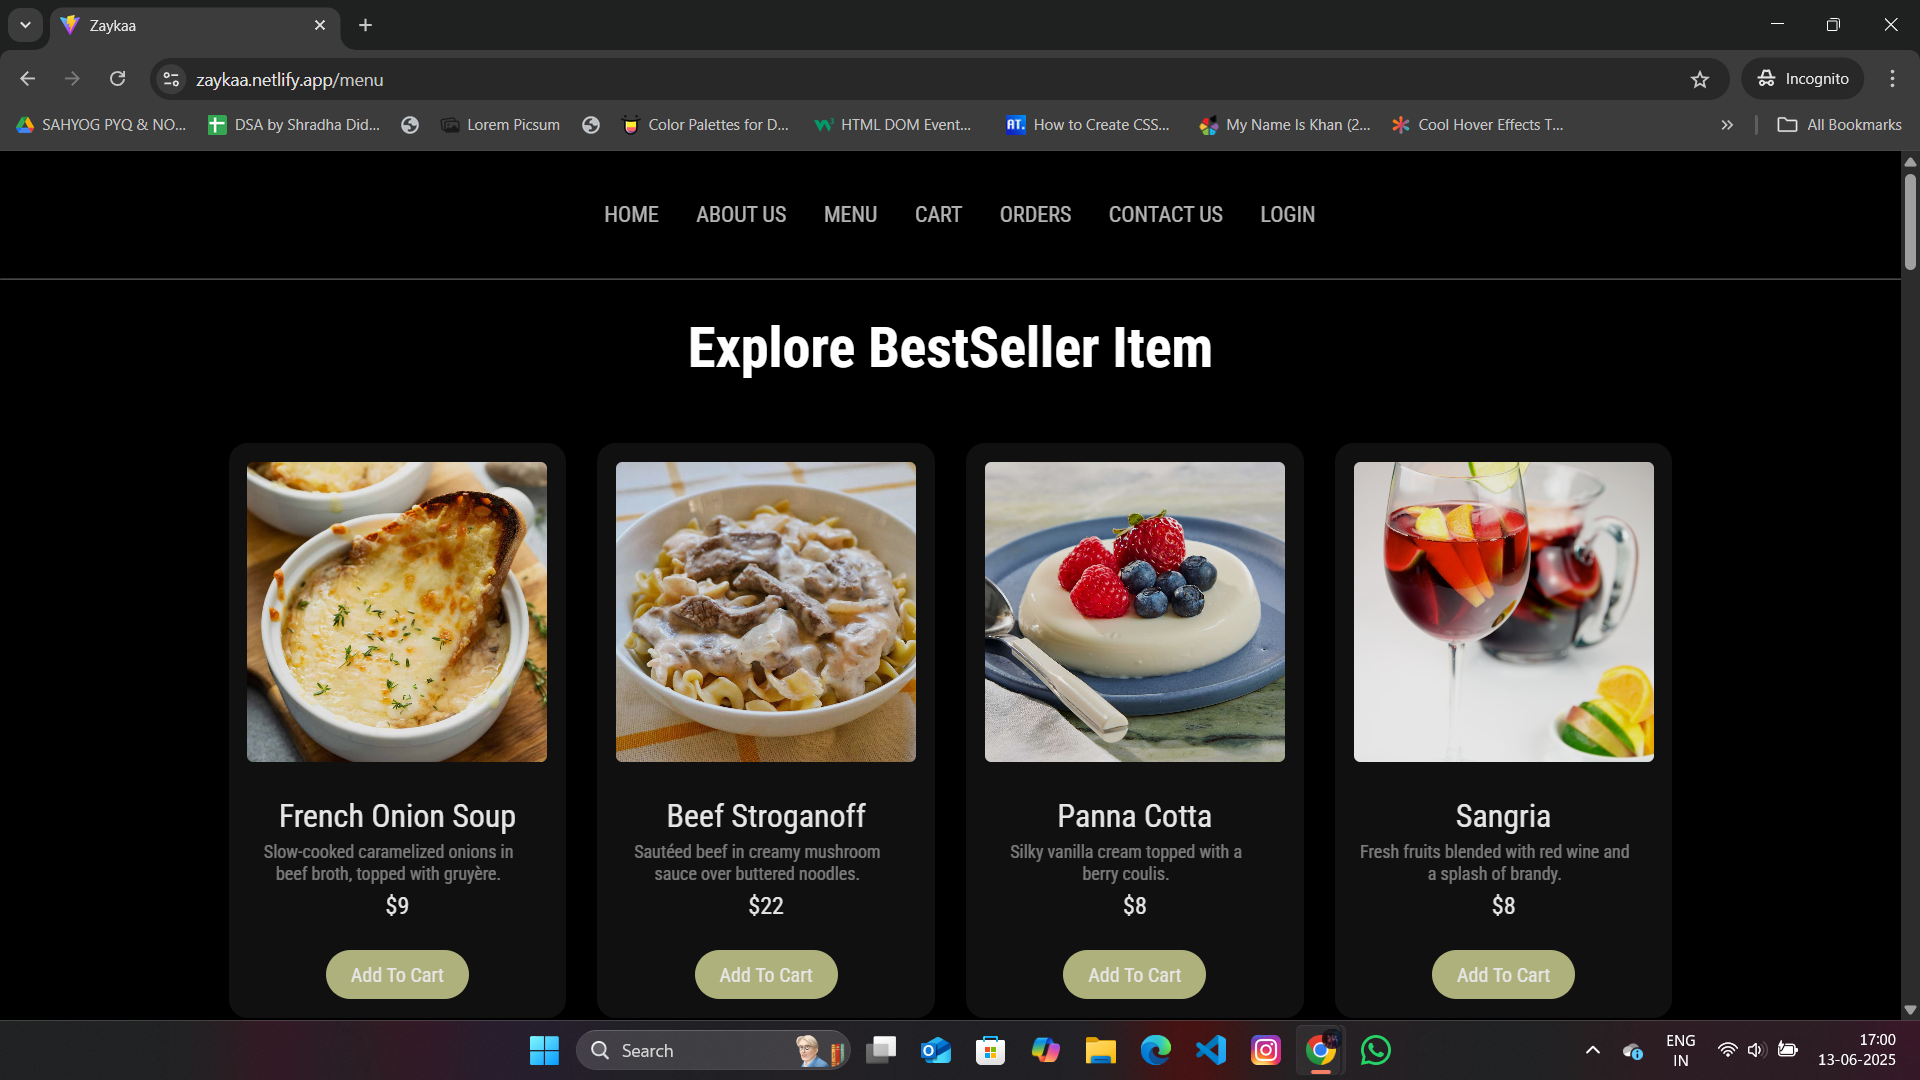 Zaykaa
zaykaa.netlify.app/menu
Incognito
SAHYOG PYQ & NO...
DSA by Shradha Did...
Lorem Picsum
Color Palettes for D...
HTML DOM Event...
AT.
How to Create CSS...
My Name Is Khan (2...
Cool Hover Effects T...
All Bookmarks
HOME
ABOUT US
MENU
CART
ORDERS
CONTACT US
LOGIN
Explore BestSeller Item
French Onion Soup
Slow-cooked caramelized onions in
beef broth, topped with gruyère.
$9
Add To Cart
Beef Stroganoff
Sautéed beef in creamy mushroom
sauce over buttered noodles.
$22
Add To Cart
Panna Cotta
Silky vanilla cream topped with a
berry coulis.
$8
Add To Cart
Sangria
Fresh fruits blended with red wine and
a splash of brandy.
$8
Add To Cart
Search
ENG
IN
17:00
13-06-2025